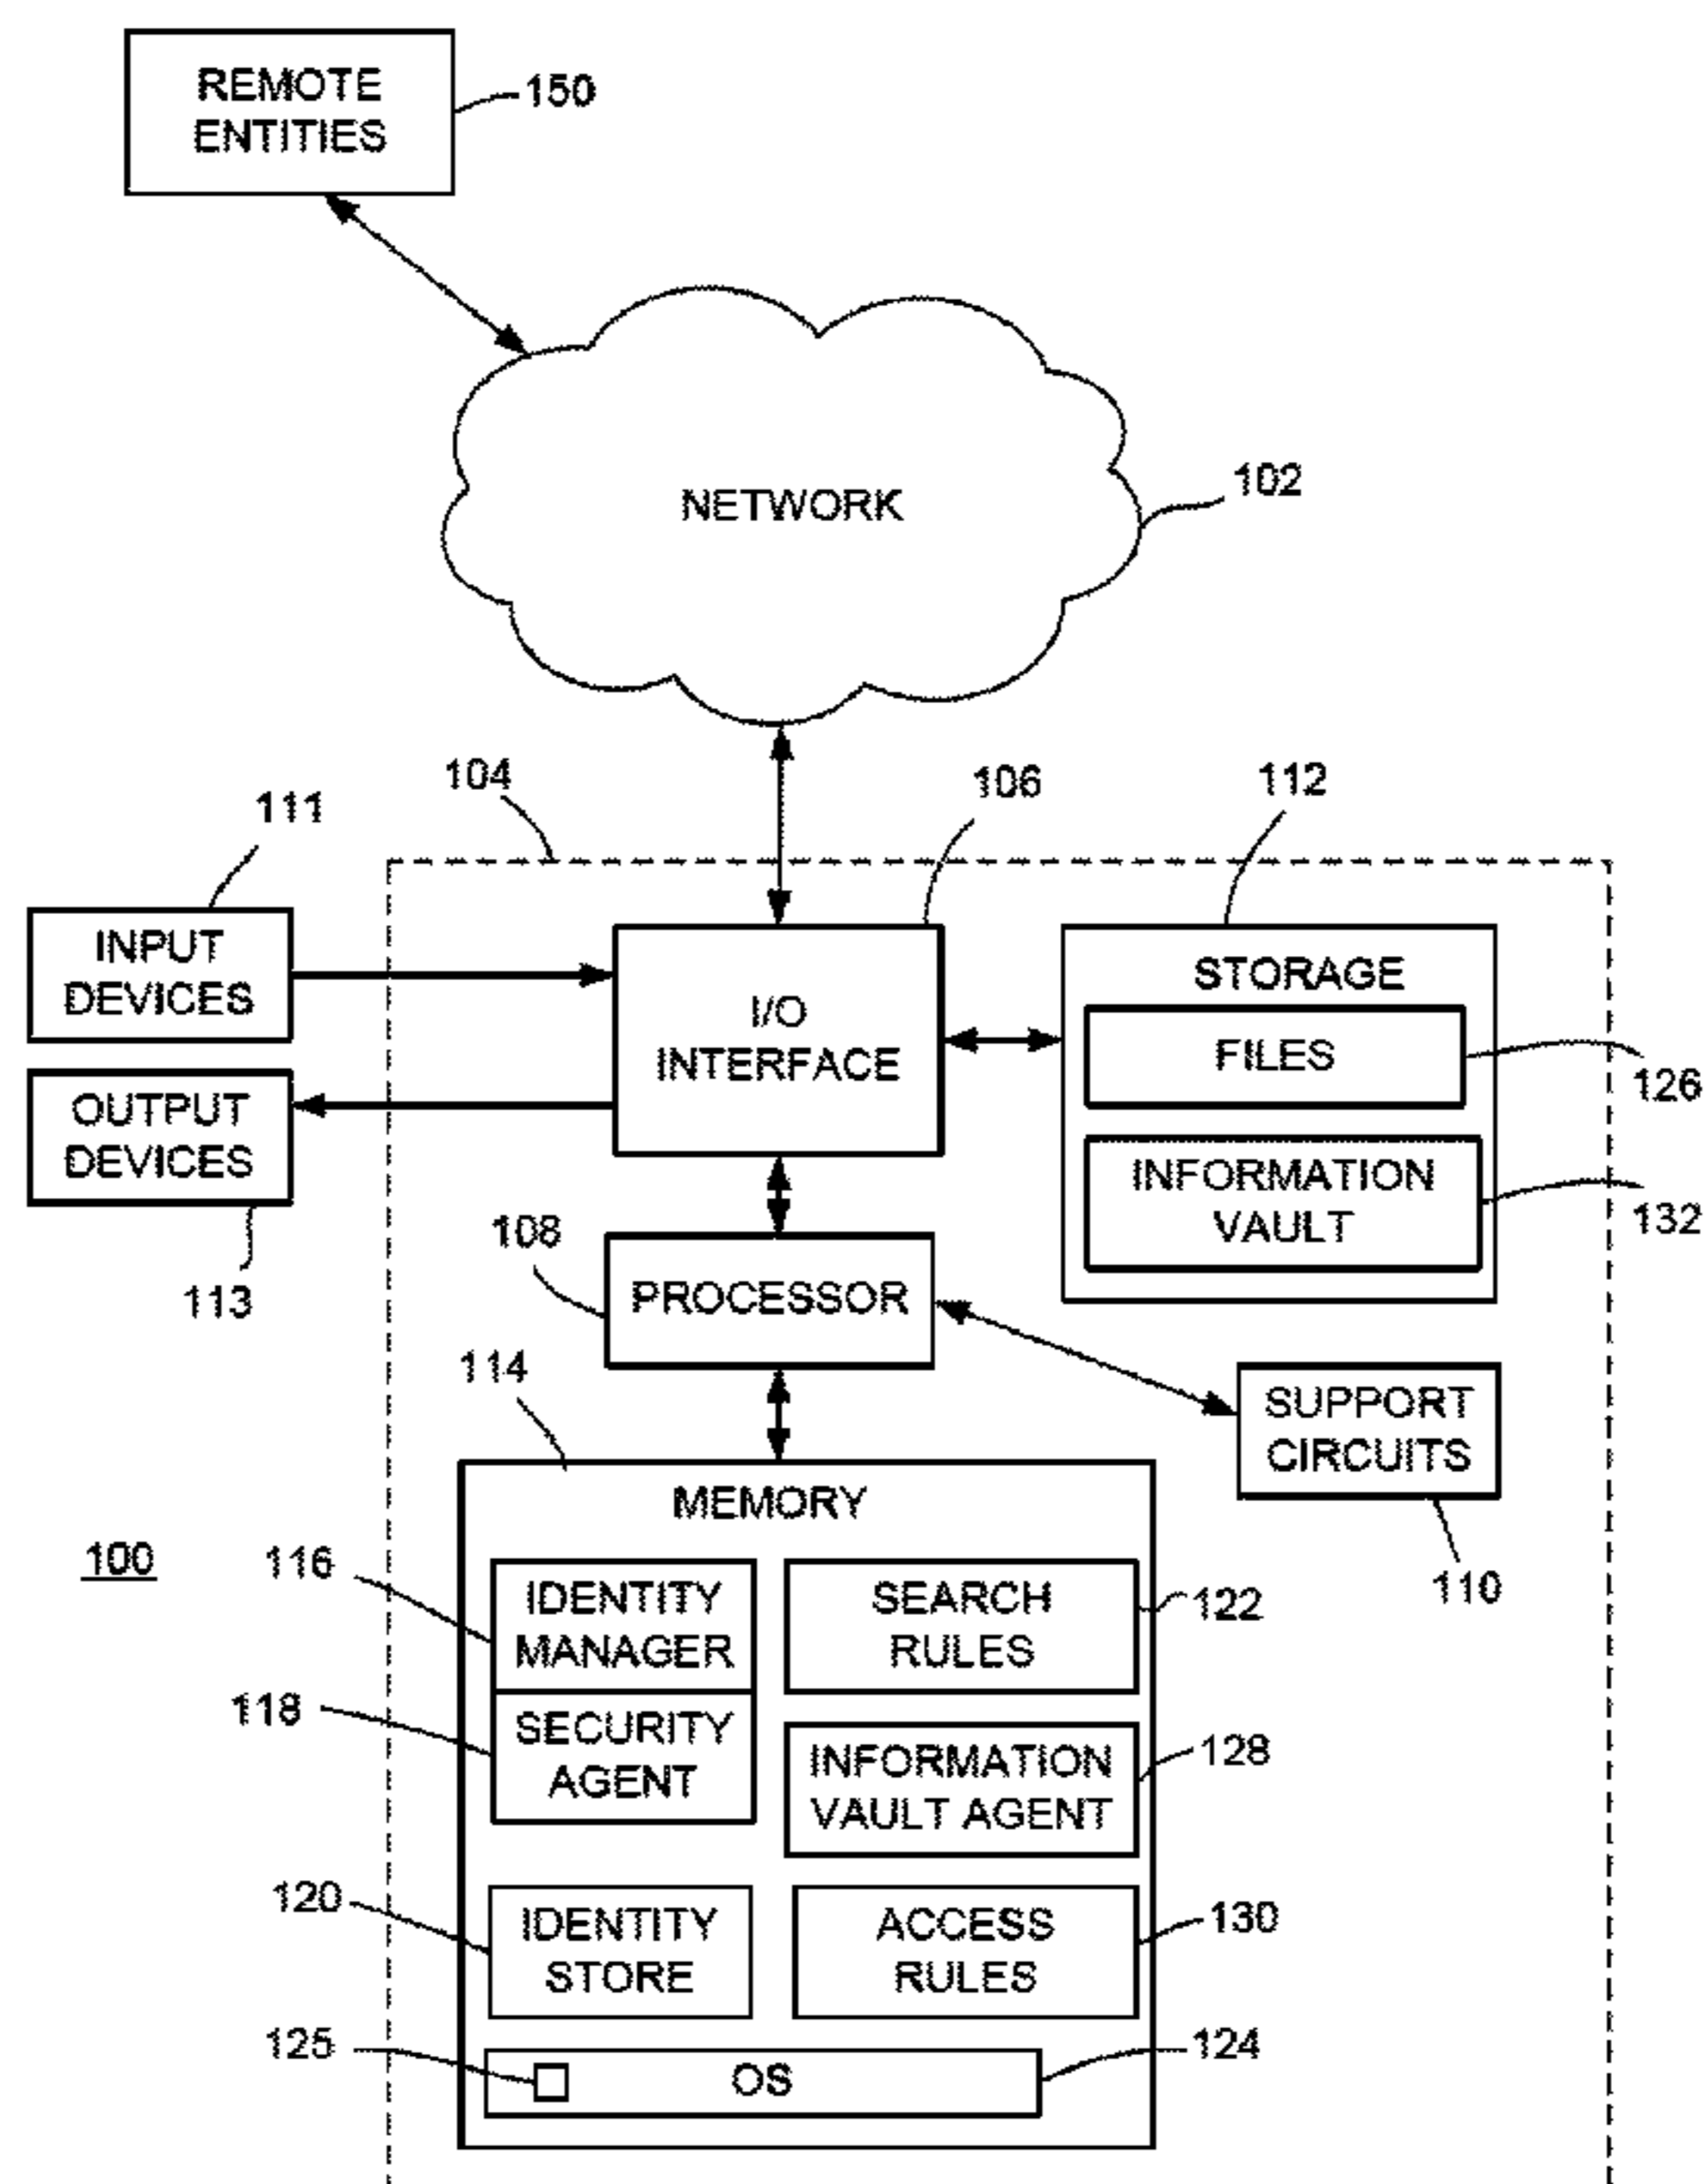 REMOTE
ENTITIES
150
NETWORK
102
104
106
112
111
INPUT
DEVICES
I/O
INTERFACE
STORAGE
FILES
126
OUTPUT
DEVICES
INFORMATION
VAULT
132
113
108
PROCESSOR
114
SUPPORT
CIRCUITS
110
MEMORY
100
116
IDENTITY
MANAGER
SEARCH
RULES
122
118
SECURITY
AGENT
INFORMATION
VAULT AGENT
128
120
IDENTITY
STORE
ACCESS
RULES
130
125
OS
124